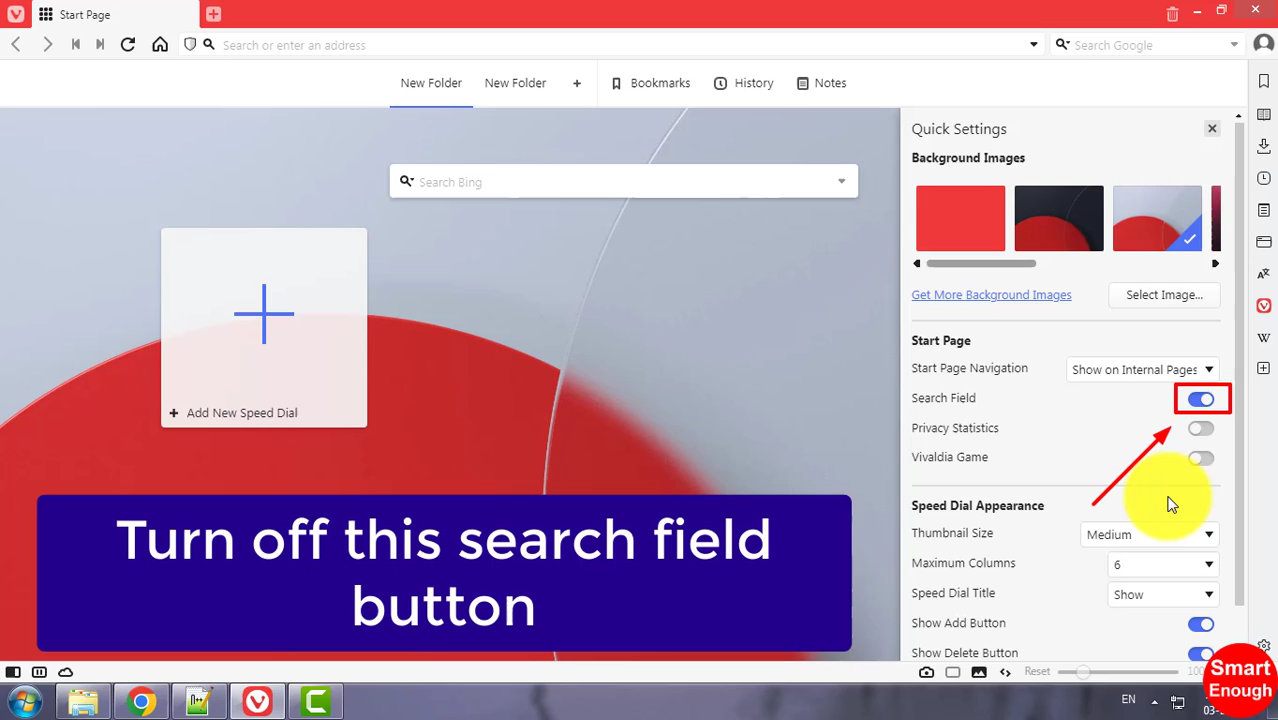 Start Page
Search or enter an address
Search Google
New Folder
New Folder
+
Bookmarks
History
Notes
Search Bing
+ Add New Speed Dial
Quick Settings
Background Images
Get More Background Images
Select Image...
Start Page
Start Page Navigation
Show on Internal Pages
Search Field
Privacy Statistics
Vivaldia Game
Speed Dial Appearance
Thumbnail Size
Medium
Maximum Columns
6
Speed Dial Title
Show
Show Add Button
Show Delete Button
Turn off this search field
button
Reset
EN
Smart
Enough